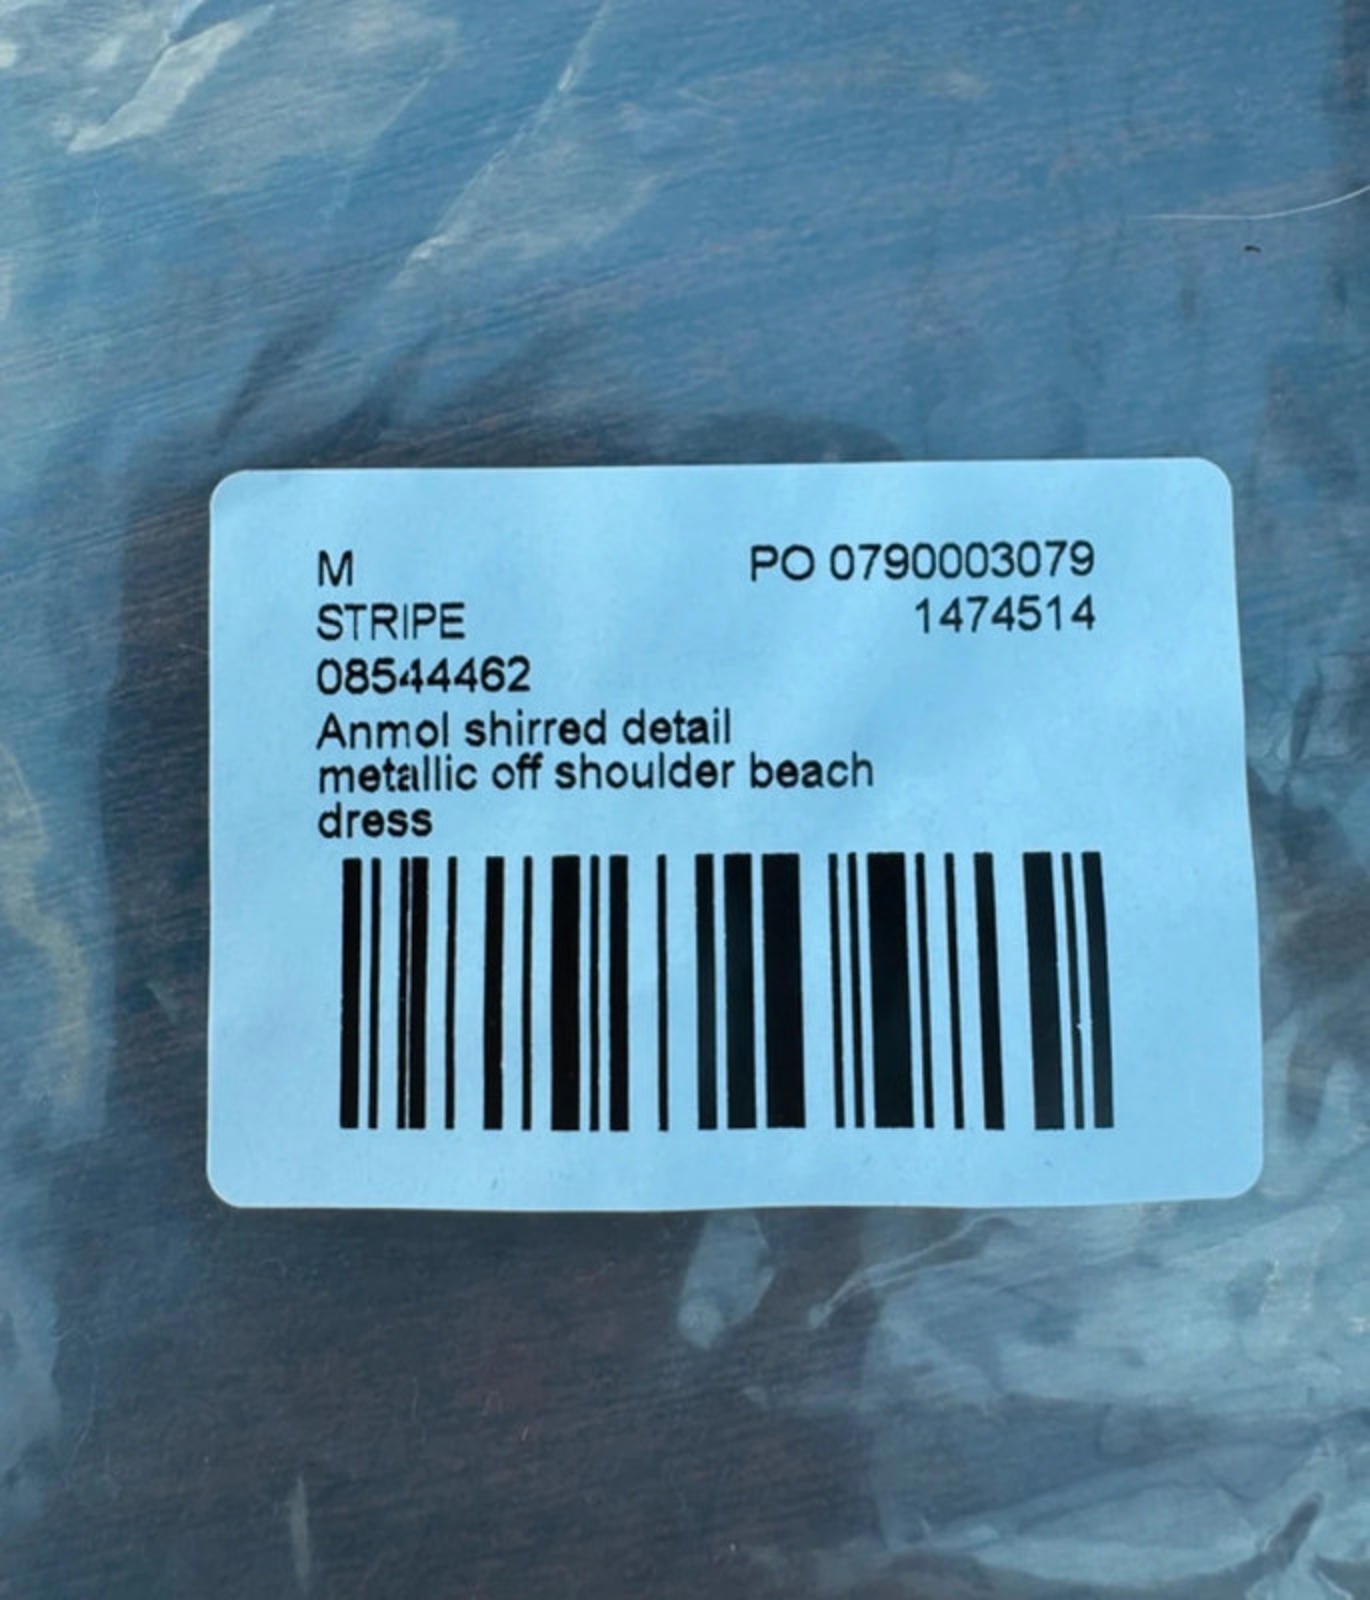 M PO 0790003079
STRIPE 1474514
08544462
Anmol shirred detail
metallic off shoulder beach
dress